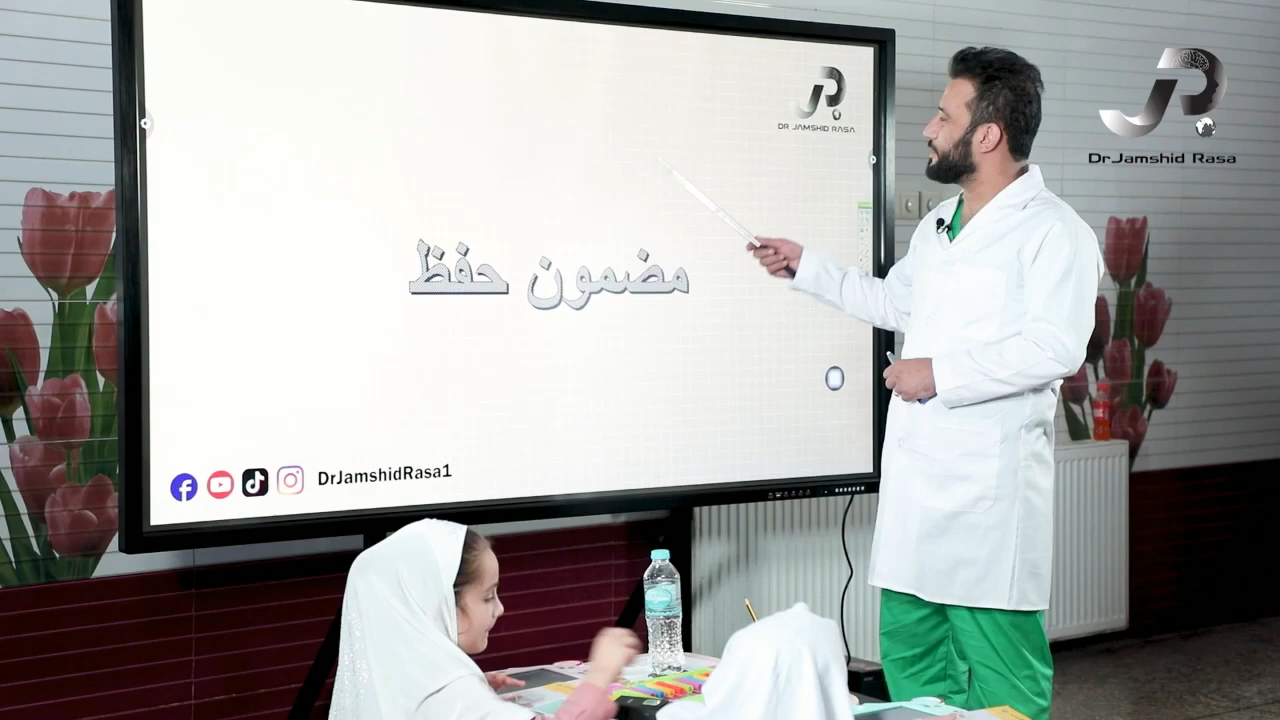 DR JAMSHID RASA
DrJamshid Rasa
مضمون حفظ
DrJamshidRasa1